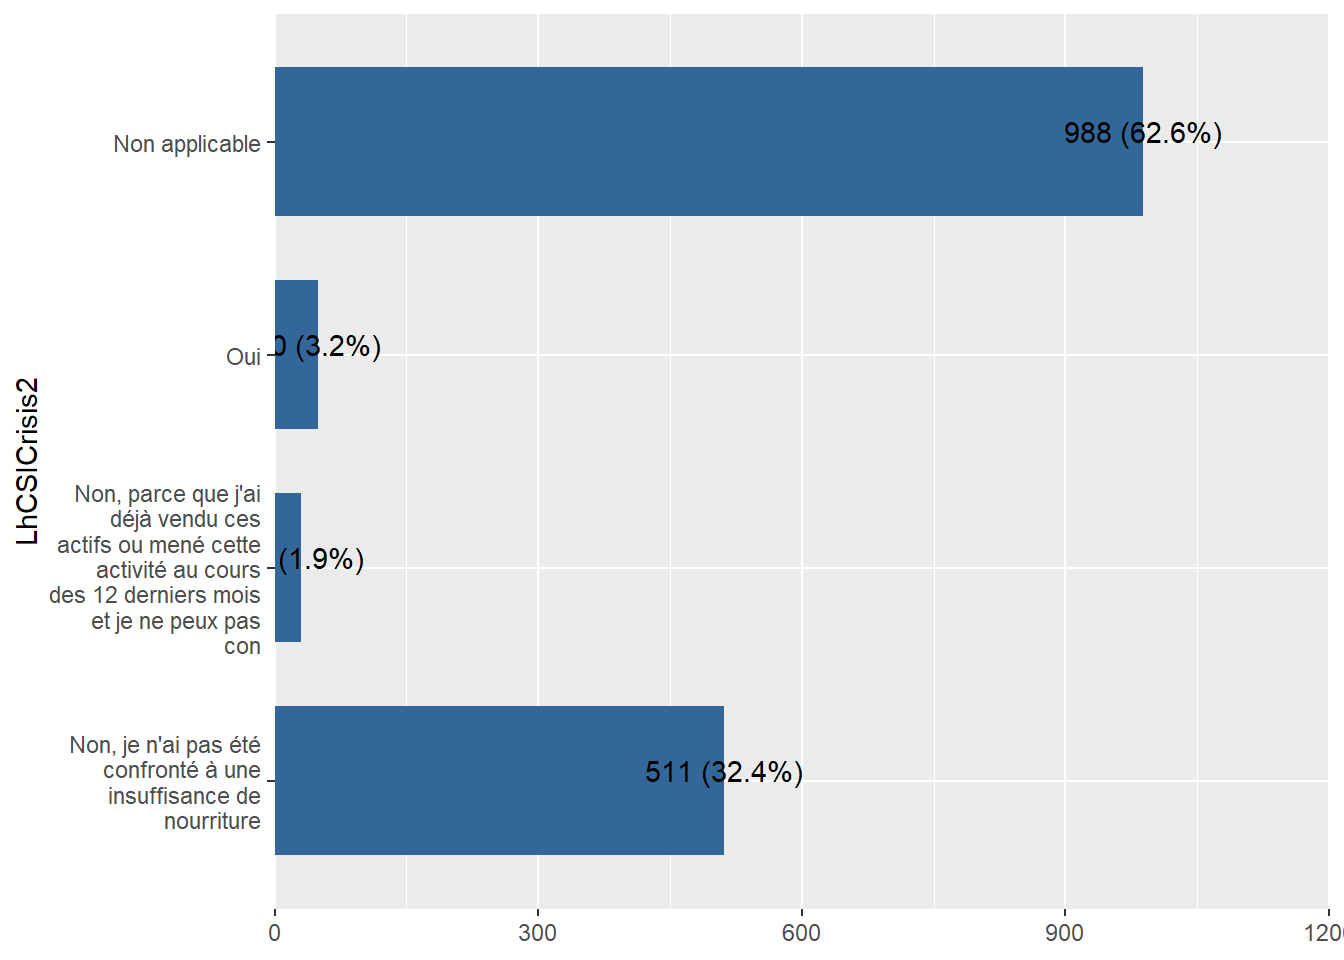 LhCSICrisis2
Non applicable
988 (62.6%)
Oui
0 (3.2%)
Non, parce que j'ai
déjà vendu ces
actifs ou mené cette
activité au cours
des 12 derniers mois
et je ne peux pas
con
(1.9%)
Non, je n'ai pas été
confronté à une
insuffisance de
nourriture
511 (32.4%)
0
300
600
900